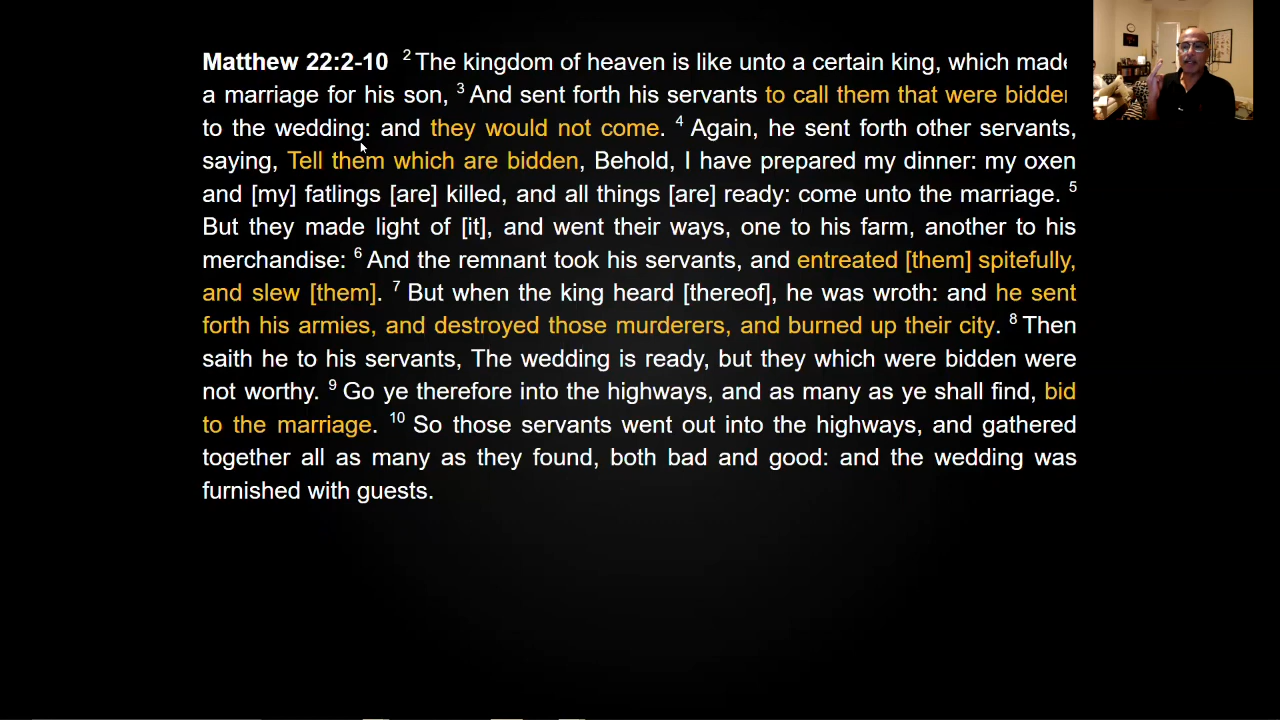 Matthew 22:2-10 2 The kingdom of heaven is like unto a certain king, which made
a marriage for his son, 3 And sent forth his servants to call them that were bidden
to the wedding: and they would not come. 4 Again, he sent forth other servants,
saying, Tell them which are bidden, Behold, I have prepared my dinner: my oxen
and [my] fatlings [are] killed, and all things [are] ready: come unto the marriage. 5
But they made light of [it], and went their ways, one to his farm, another to his
merchandise: 6 And the remnant took his servants, and entreated [them] spitefully,
and slew [them]. 7 But when the king heard [thereof], he was wroth: and he sent
forth his armies, and destroyed those murderers, and burned up their city. 8 Then
saith he to his servants, The wedding is ready, but they which were bidden were
not worthy. 9 Go ye therefore into the highways, and as many as ye shall find, bid
to the marriage. 10 So those servants went out into the highways, and gathered
together all as many as they found, both bad and good: and the wedding was
furnished with guests.